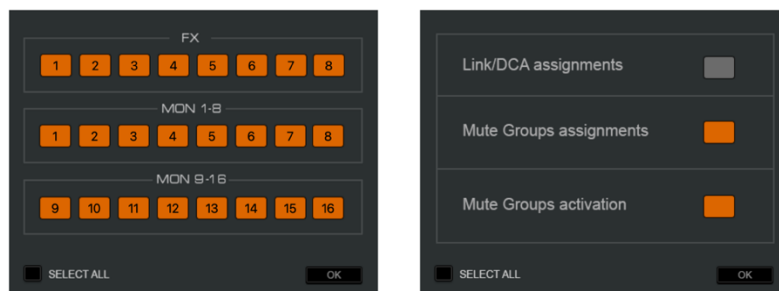 FX
1 2 3 4 5 6 7 8
MON 1-8
1 2 3 4 5 6 7 8
MON 9-16
9 10 11 12 13 14 15 16
SELECT ALL OK
Link/DCA assignments
Mute Groups assignments
Mute Groups activation
SELECT ALL OK